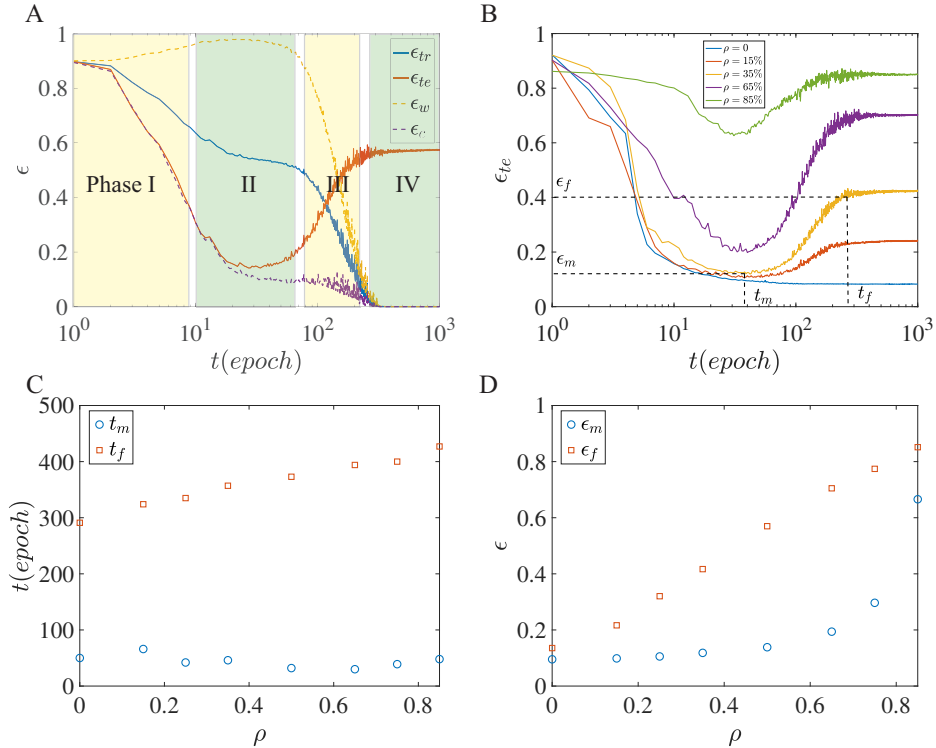 A
1
0.8
0.6
0.4
0.2
0
ϵ
Phase I
II
III
IV
ϵ_tr
ϵ_te
ϵ_w
ϵ_c
10^0
10^1
10^2
10^3
t(epoch)
B
1
0.8
0.6
0.4
0.2
0
ϵ_te
ρ = 0
ρ = 15%
ρ = 35%
ρ = 65%
ρ = 85%
ϵ_f
ϵ_m
t_m
t_f
10^0
10^1
10^2
10^3
t(epoch)
C
500
400
300
200
100
0
t(epoch)
t_m
t_f
0
0.2
0.4
0.6
0.8
ρ
D
1
0.8
0.6
0.4
0.2
0
ϵ
ϵ_m
ϵ_f
0
0.2
0.4
0.6
0.8
ρ